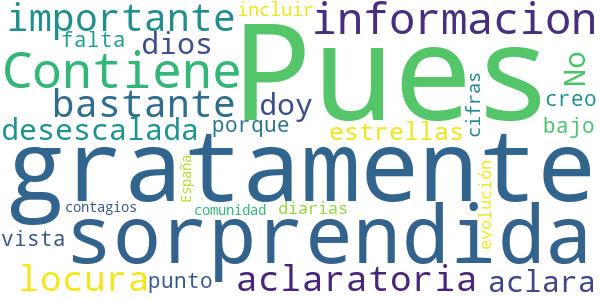 importante
incluir
informacion
falta
dios
Pues
Contiene
No
bastante
doy
cifras
creo
desescalada
porque
estrellas
bajo
gratamente
España
contagios
comunidad
diarias
evolución
sorprendida
vista
locura
punto
aclaratoria
aclara